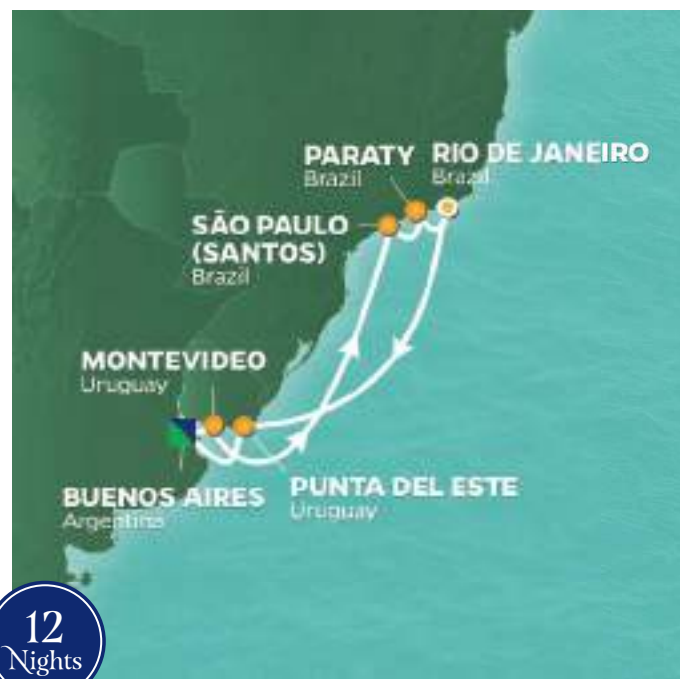 PARATY
Brazil
RIO DE JANEIRO
Brazil
SÃO PAULO
(SANTOS)
Brazil
MONTEVIDEO
Uruguay
BUENOS AIRES
Argentina
PUNTA DEL ESTE
Uruguay
12
Nights